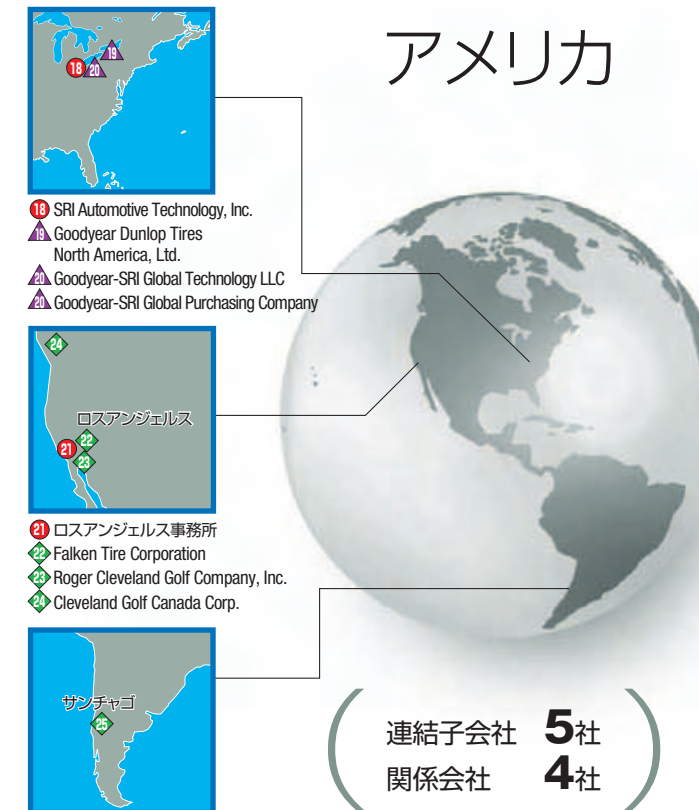 アメリカ
18
19
20
18 SRI Automotive Technology, Inc.
19 Goodyear Dunlop Tires
North America, Ltd.
20 Goodyear-SRI Global Technology LLC
20 Goodyear-SRI Global Purchasing Company
24
ロスアンジェルス
22
21
23
21 ロスアンジェルス事務所
22 Falken Tire Corporation
23 Roger Cleveland Golf Company, Inc.
24 Cleveland Golf Canada Corp.
サンチャゴ
25
連結子会社 5社
関係会社 4社